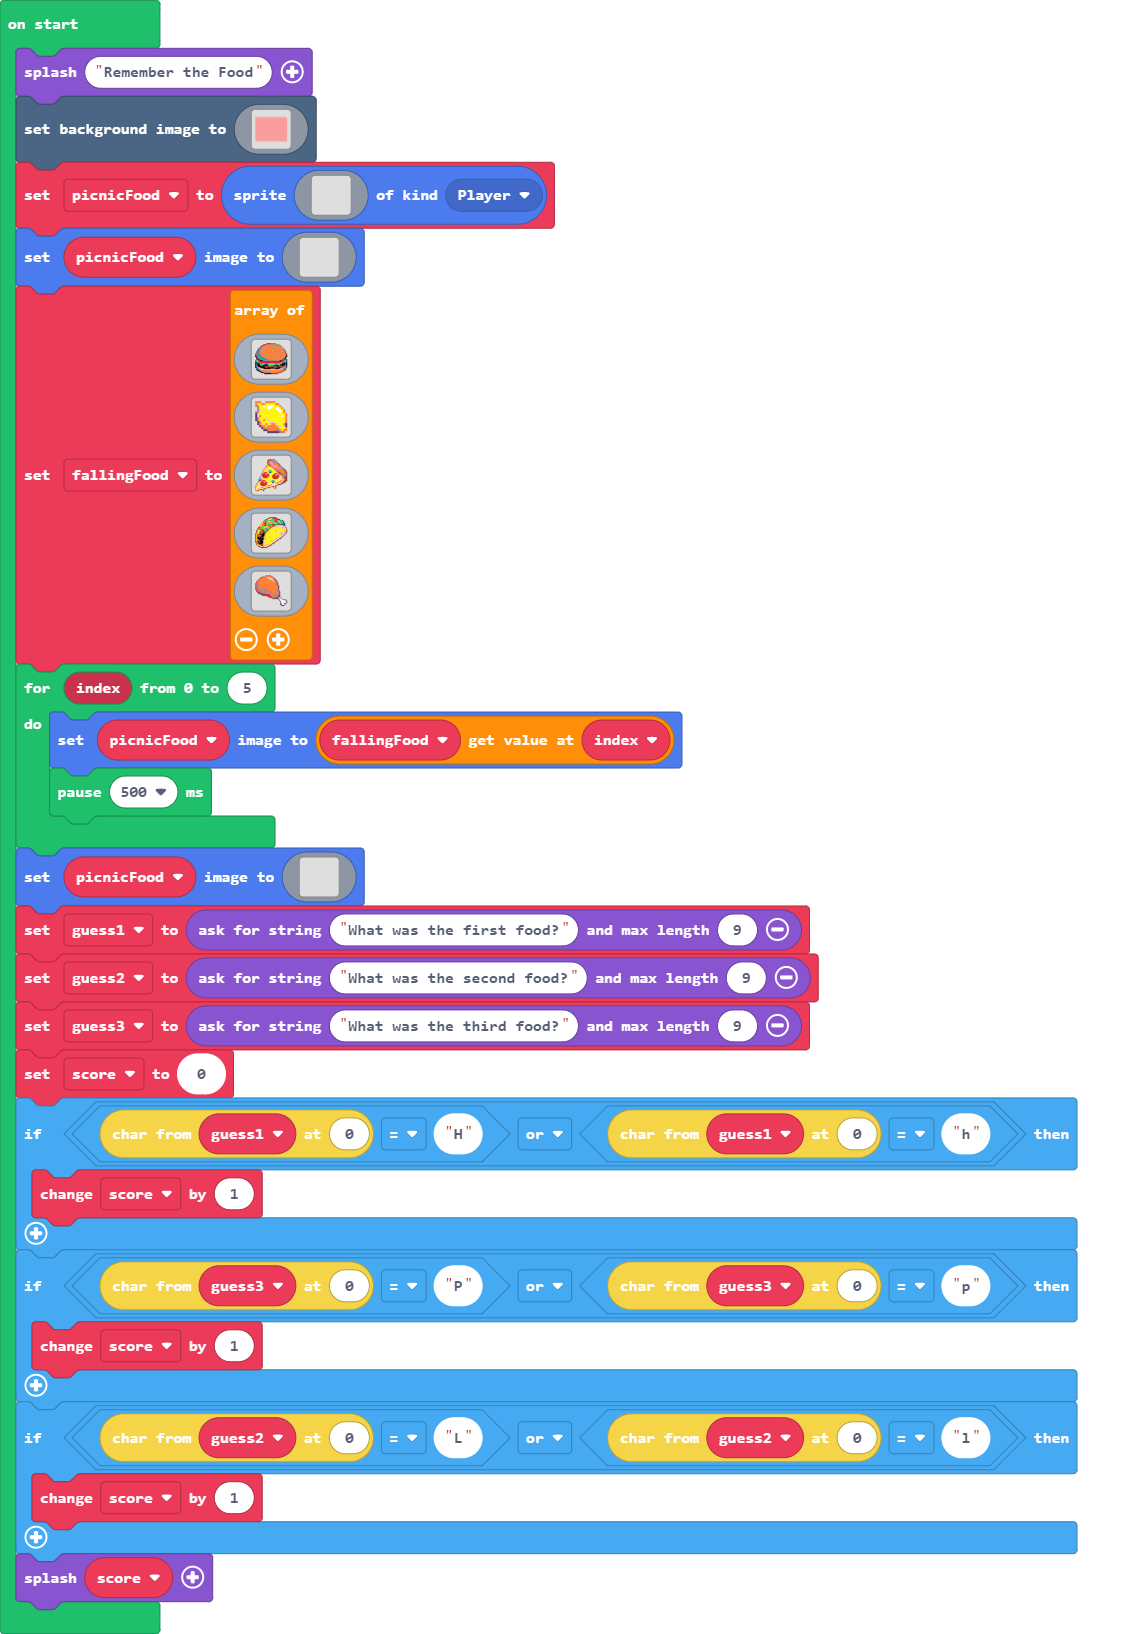 on start
splash "Remember the Food"
set background image to
set picnicFood to sprite of kind Player
set picnicFood image to
array of
set fallingFood to
for index from 0 to 5
do
set picnicFood image to fallingFood get value at index
pause 500 ms
set picnicFood image to
set guess1 to ask for string "What was the first food?" and max length 9
set guess2 to ask for string "What was the second food?" and max length 9
set guess3 to ask for string "What was the third food?" and max length 9
set score to 0
if char from guess1 at 0 = "H" or char from guess1 at 0 = "h" then
change score by 1
if char from guess3 at 0 = "P" or char from guess3 at 0 = "p" then
change score by 1
if char from guess2 at 0 = "L" or char from guess2 at 0 = "l" then
change score by 1
splash score